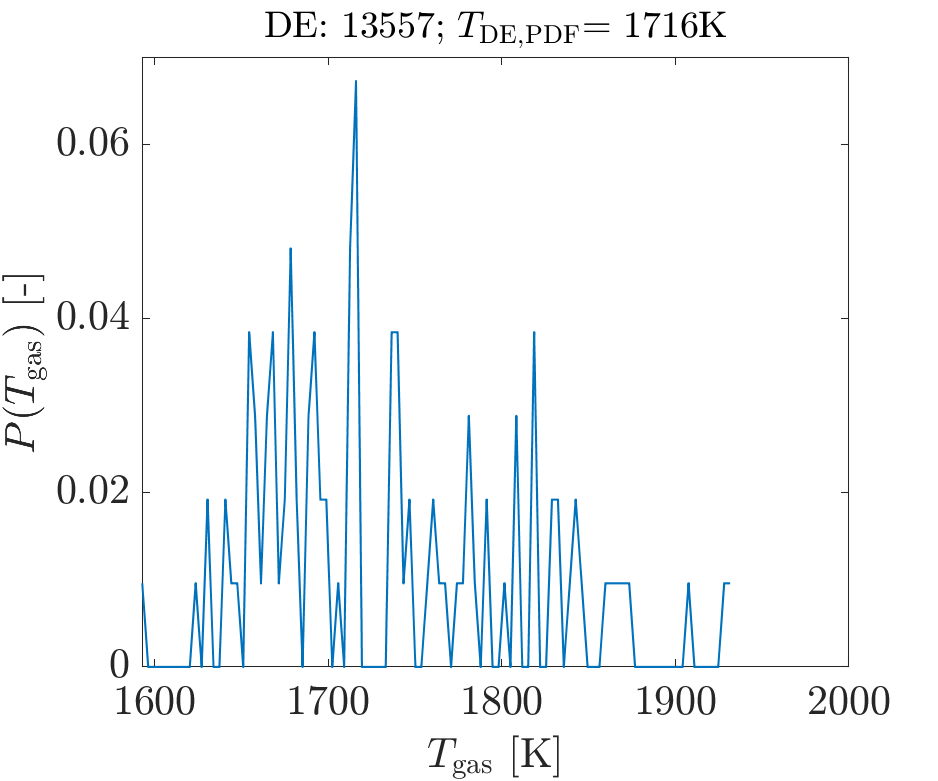 DE: 13557; T_DE,PDF= 1716K
0.06
0.04
0.02
0
P(T_gas) [-]
1600 1700 1800 1900 2000
T_gas [K]